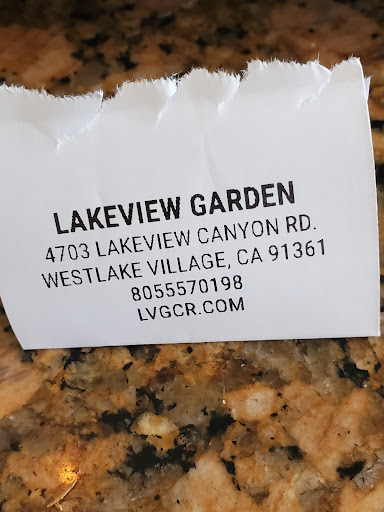 LAKEVIEW GARDEN
4703 LAKEVIEW CANYON RD.
WESTLAKE VILLAGE, CA 91361
8055570198
LVGCR.COM